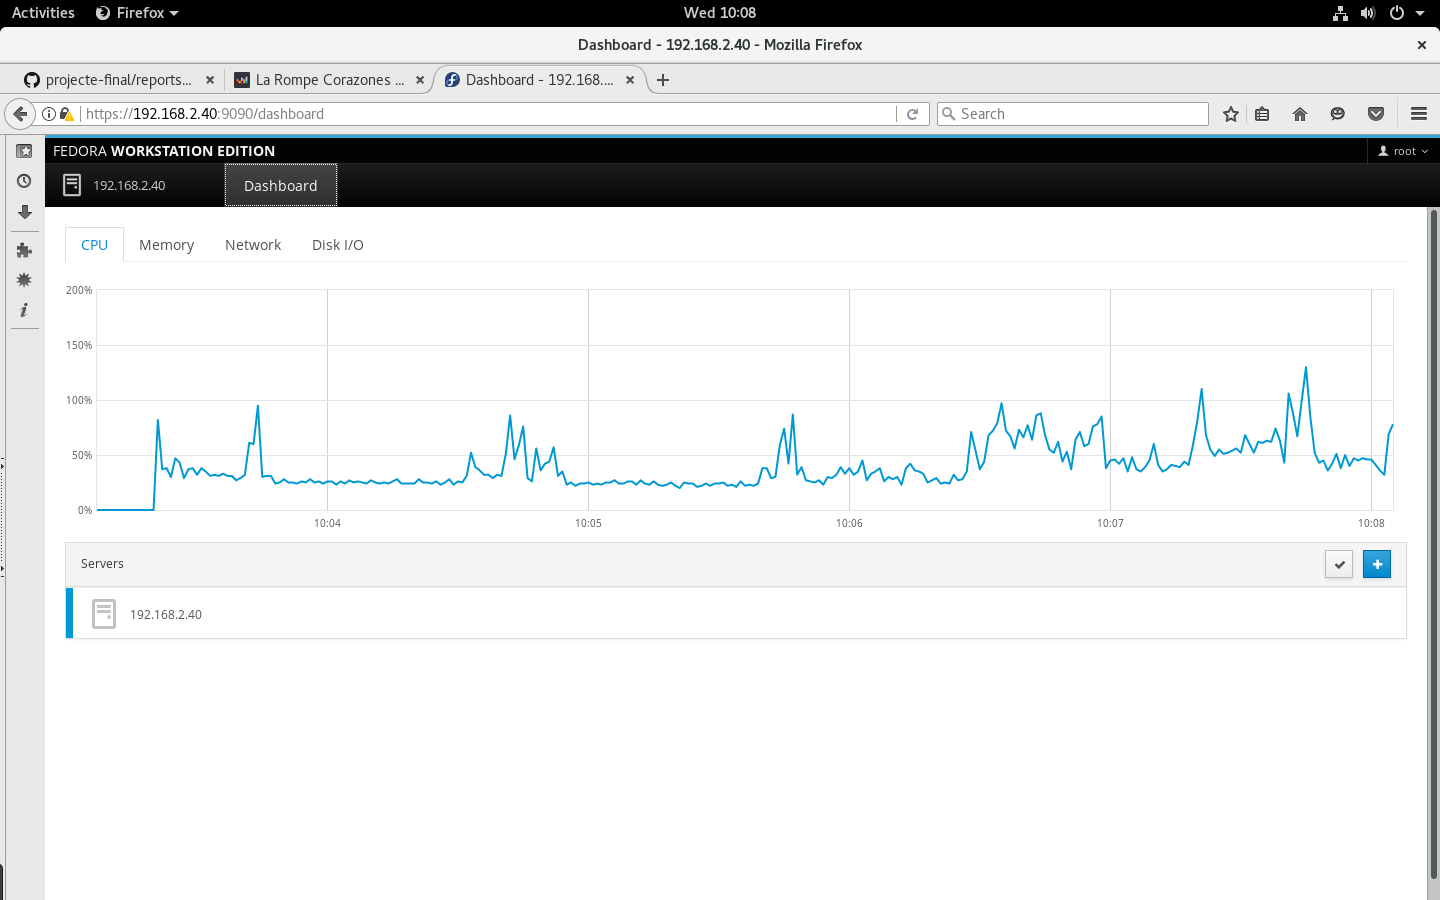 Activities Firefox Wed 10:08
Dashboard - 192.168.2.40 - Mozilla Firefox
projecte-final/reports... La Rompe Corazones ... Dashboard - 192.168....
https://192.168.2.40:9090/dashboard Search
FEDORA WORKSTATION EDITION root
192.168.2.40 Dashboard
CPU Memory Network Disk I/O
200%
150%
100%
50%
0%
10:04 10:05 10:06 10:07 10:08
Servers
192.168.2.40